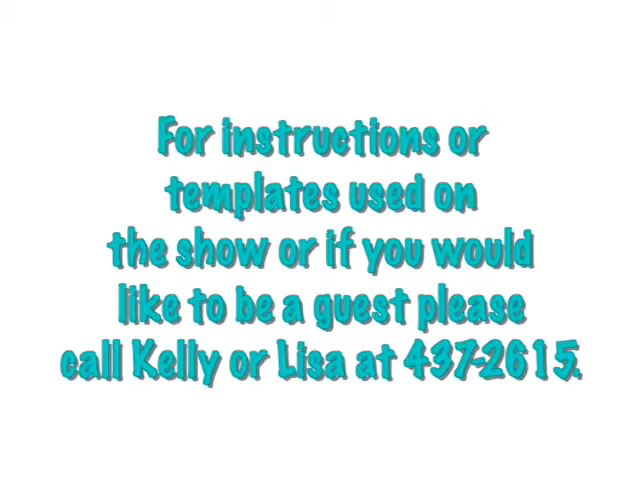 For instructions or
templates used on
the show or if you would
like to be a guest please
call Kelly or Lisa at 437-2615.